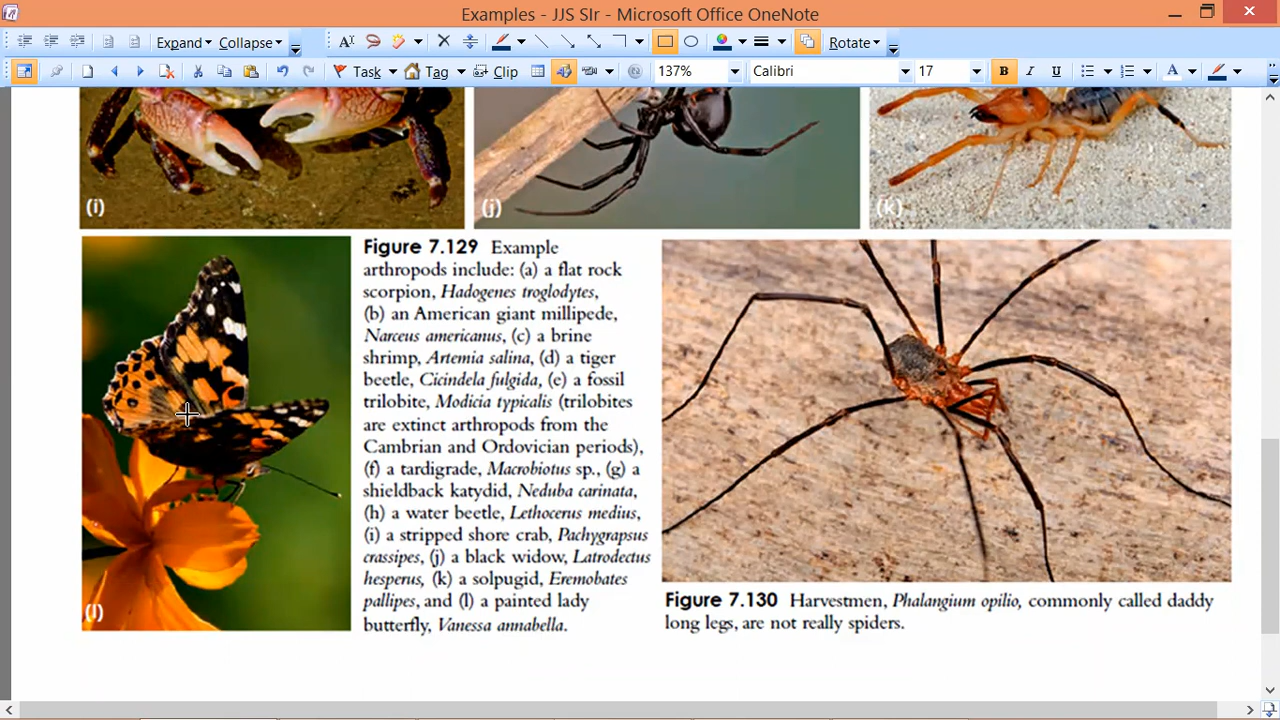 Examples - JJS SIr - Microsoft Office OneNote
Expand Collapse Rotate
Task Tag Clip 137% Calibri 17 B I U A
(i)
(j)
(k)
Figure 7.129 Example
arthropods include: (a) a flat rock
scorpion, Hadogenes troglodytes,
(b) an American giant millipede,
Narceus americanus, (c) a brine
shrimp, Artemia salina, (d) a tiger
beetle, Cicindela fulgida, (e) a fossil
trilobite, Modicia typicalis (trilobites
are extinct arthropods from the
Cambrian and Ordovician periods),
(f) a tardigrade, Macrobiotus sp., (g) a
shieldback katydid, Neduba carinata,
(h) a water beetle, Lethocerus medius,
(i) a stripped shore crab, Pachygrapsus
crassipes, (j) a black widow, Latrodectus
hesperus, (k) a solpugid, Eremobates
pallipes, and (l) a painted lady
butterfly, Vanessa annabella.
(l)
Figure 7.130 Harvestmen, Phalangium opilio, commonly called daddy
long legs, are not really spiders.